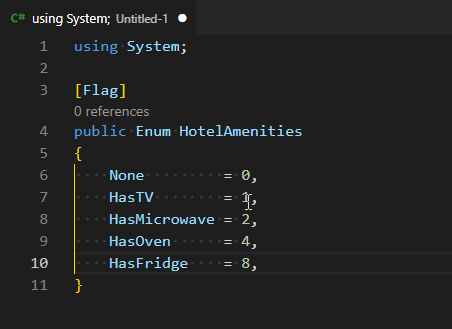 C# using System; Untitled-1 ●
1 using System;
2
3 [Flag]
0 references
4 public Enum HotelAmenities
5 {
6 None = 0,
7 HasTV = 1,
8 HasMicrowave = 2,
9 HasOven = 4,
10 HasFridge = 8,
11 }